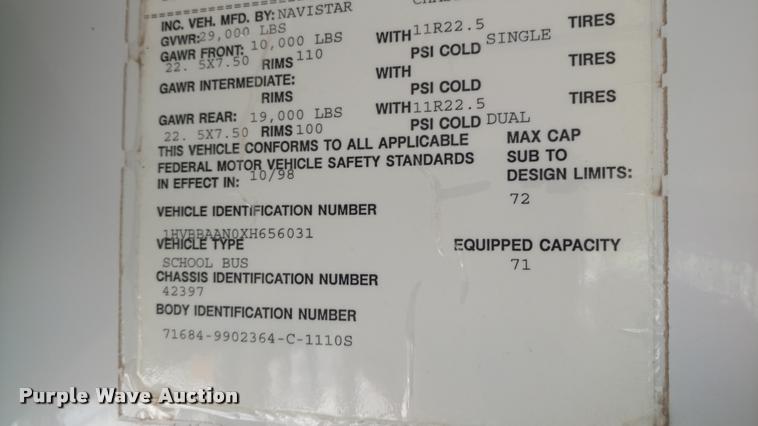 INC. VEH. MFD. BY: NAVISTAR
GVWR: 29,000 LBS
GAWR FRONT: 10,000 LBS WITH 11R22.5 TIRES
22. 5X7.50 RIMS 110 PSI COLD SINGLE
GAWR INTERMEDIATE: WITH TIRES
RIMS PSI COLD
GAWR REAR: 19,000 LBS WITH 11R22.5 TIRES
22. 5X7.50 RIMS 100 PSI COLD DUAL
THIS VEHICLE CONFORMS TO ALL APPLICABLE
FEDERAL MOTOR VEHICLE SAFETY STANDARDS
IN EFFECT IN: 10/98
MAX CAP
SUB TO
DESIGN LIMITS:
72
VEHICLE IDENTIFICATION NUMBER
1HVBBAAN0XH656031
VEHICLE TYPE
SCHOOL BUS
EQUIPPED CAPACITY
71
CHASSIS IDENTIFICATION NUMBER
42397
BODY IDENTIFICATION NUMBER
71684-9902364-C-1110S
Purple Wave Auction